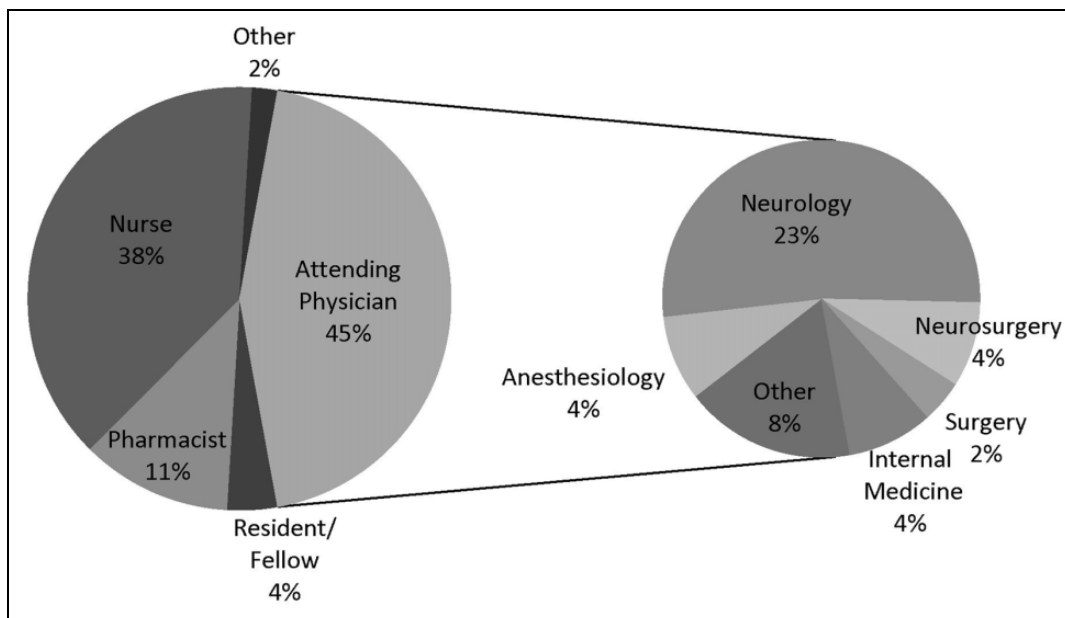 Other
2%
Nurse
38%
Attending
Physician
45%
Pharmacist
11%
Resident/
Fellow
4%
Neurology
23%
Neurosurgery
4%
Anesthesiology
4%
Other
8%
Surgery
2%
Internal
Medicine
4%